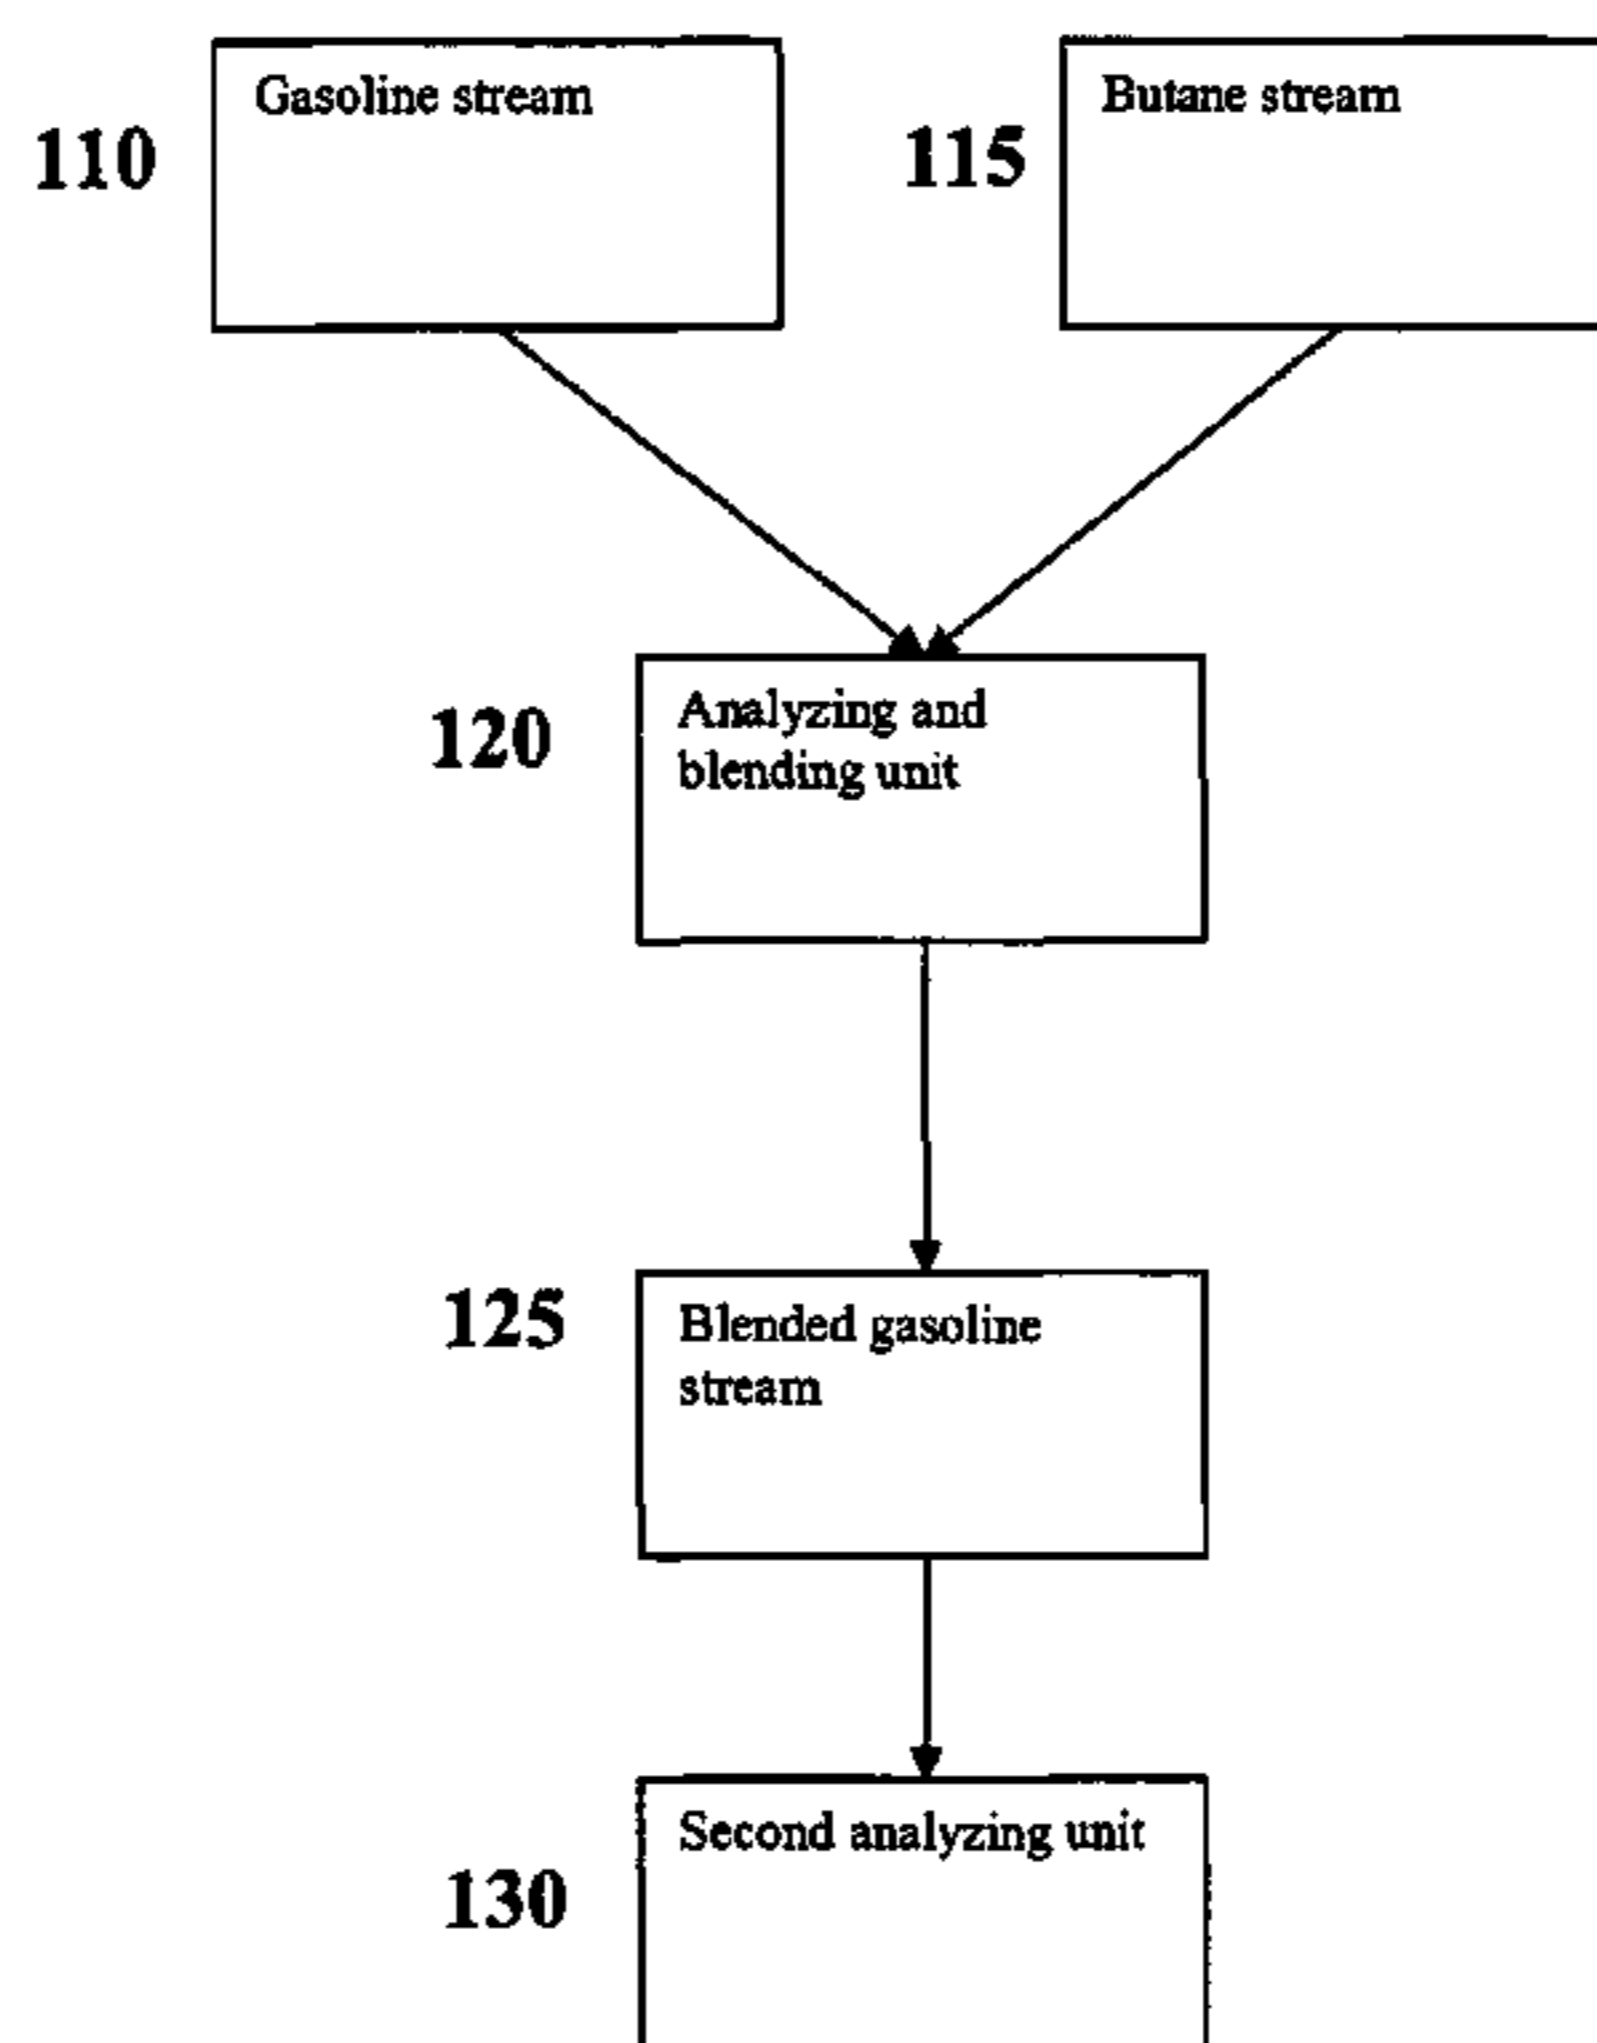 Gasoline stream
Butane stream
110
115
Analyzing and
blending unit
120
Blended gasoline
stream
125
Second analyzing unit
130